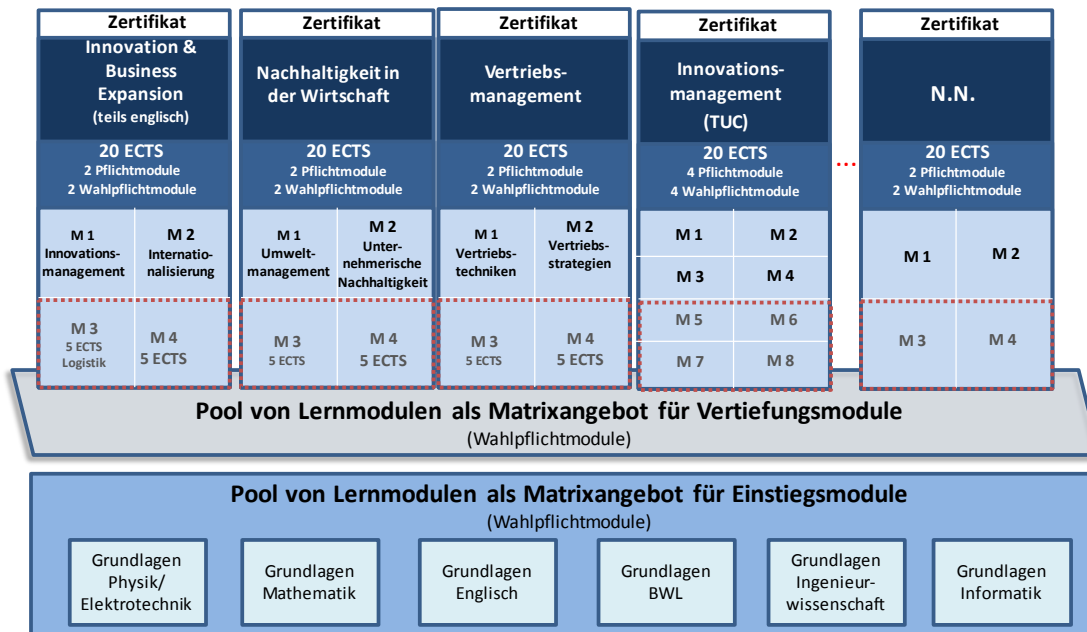 Zertifikat
Innovation &
Business
Expansion
(teils englisch)
20 ECTS
2 Pflichtmodule
2 Wahlpflichtmodule
M 1
Innovations-
management
M 2
Internatio-
nalisierung
M 3
5 ECTS
Logistik
M 4
5 ECTS
Zertifikat
Nachhaltigkeit in
der Wirtschaft
20 ECTS
2 Pflichtmodule
2 Wahlpflichtmodule
M 1
Umwelt-
management
M 2
Unter-
nehmerische
Nachhaltigkeit
M 3
5 ECTS
M 4
5 ECTS
Zertifikat
Vertriebs-
management
20 ECTS
2 Pflichtmodule
2 Wahlpflichtmodule
M 1
Vertriebs-
techniken
M 2
Vertriebs-
strategien
M 3
5 ECTS
M 4
5 ECTS
Zertifikat
Innovations-
management
(TUC)
20 ECTS
4 Pflichtmodule
4 Wahlpflichtmodule
M 1
M 2
M 3
M 4
M 5
M 6
M 7
M 8
...
Zertifikat
N.N.
20 ECTS
2 Pflichtmodule
2 Wahlpflichtmodule
M 1
M 2
M 3
M 4
Pool von Lernmodulen als Matrixangebot für Vertiefungsmodule
(Wahlpflichtmodule)
Pool von Lernmodulen als Matrixangebot für Einstiegsmodule
(Wahlpflichtmodule)
Grundlagen
Physik/
Elektrotechnik
Grundlagen
Mathematik
Grundlagen
Englisch
Grundlagen
BWL
Grundlagen
Ingenieur-
wissenschaft
Grundlagen
Informatik